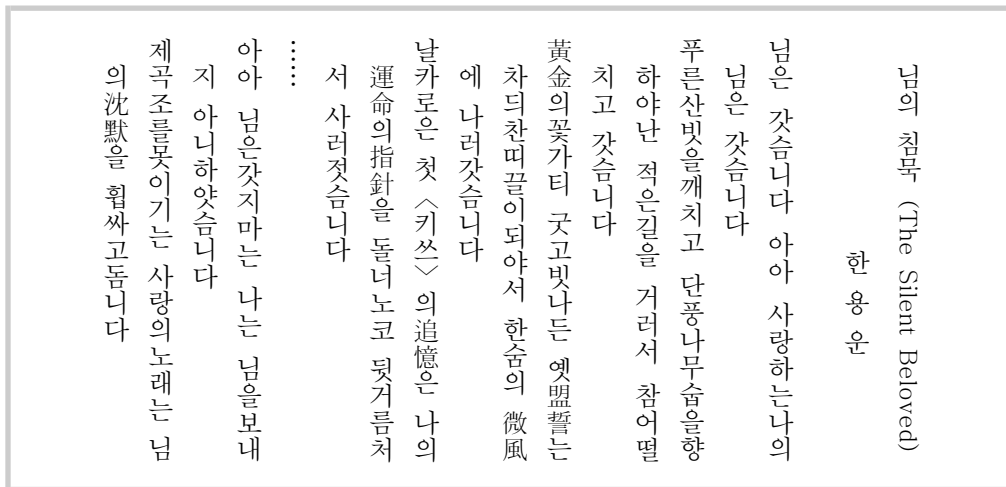 님의 침묵 (The Silent Beloved)
한 용 운
님은 갓슴니다 아아 사랑하는나의
님은 갓슴니다
푸른산빗을깨치고 단풍나무숩을향
하야난 적은길을 거러서 참어떨
치고 갓슴니다
黃金의꽃가티 굿고빗나든 옛盟誓는
차듸찬띠끌이되야서 한숨의 微風
에 나러갓슴니다
날카로은 첫 〈키쓰〉의追憶은 나의
運命의指針을 돌너노코 뒷거름처
서 사러젓슴니다
……
아아 님은갓지마는 나는 님을보내
지 아니하얏슴니다
제곡조를못이기는 사랑의노래는 님
의沈默을 휩싸고돔니다